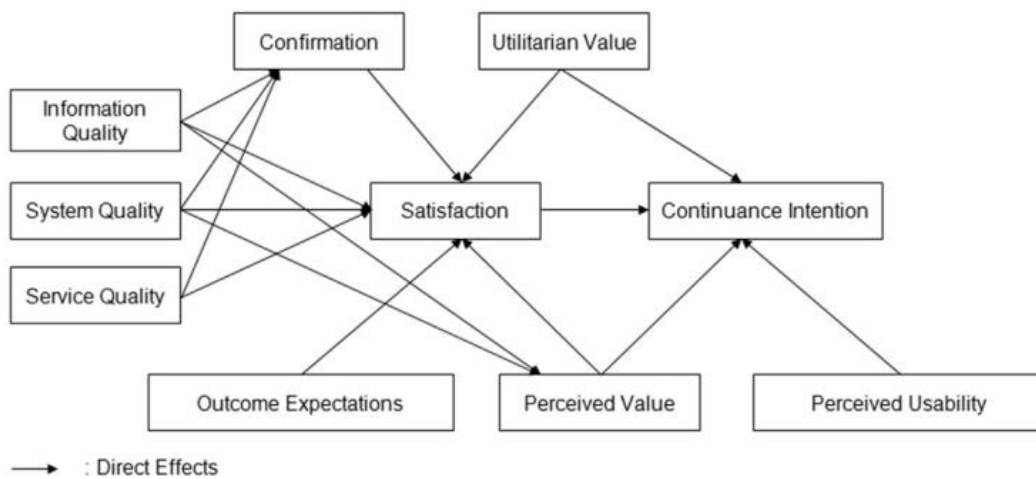 Confirmation
Utilitarian Value
Information
Quality
System Quality
Satisfaction
Continuance Intention
Service Quality
Outcome Expectations
Perceived Value
Perceived Usability
: Direct Effects